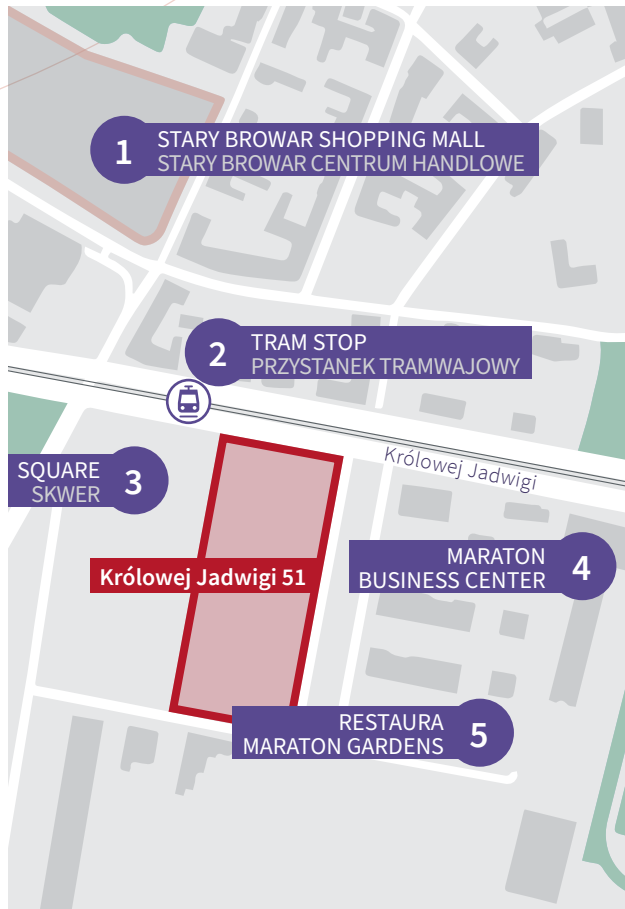 1
STARY BROWAR SHOPPING MALL
STARY BROWAR CENTRUM HANDLOWE
2
TRAM STOP
PRZYSTANEK TRAMWAJOWY
Królowej Jadwigi
SQUARE
SKWER
3
Królowej Jadwigi 51
MARATON
BUSINESS CENTER
4
RESTAURA
MARATON GARDENS
5